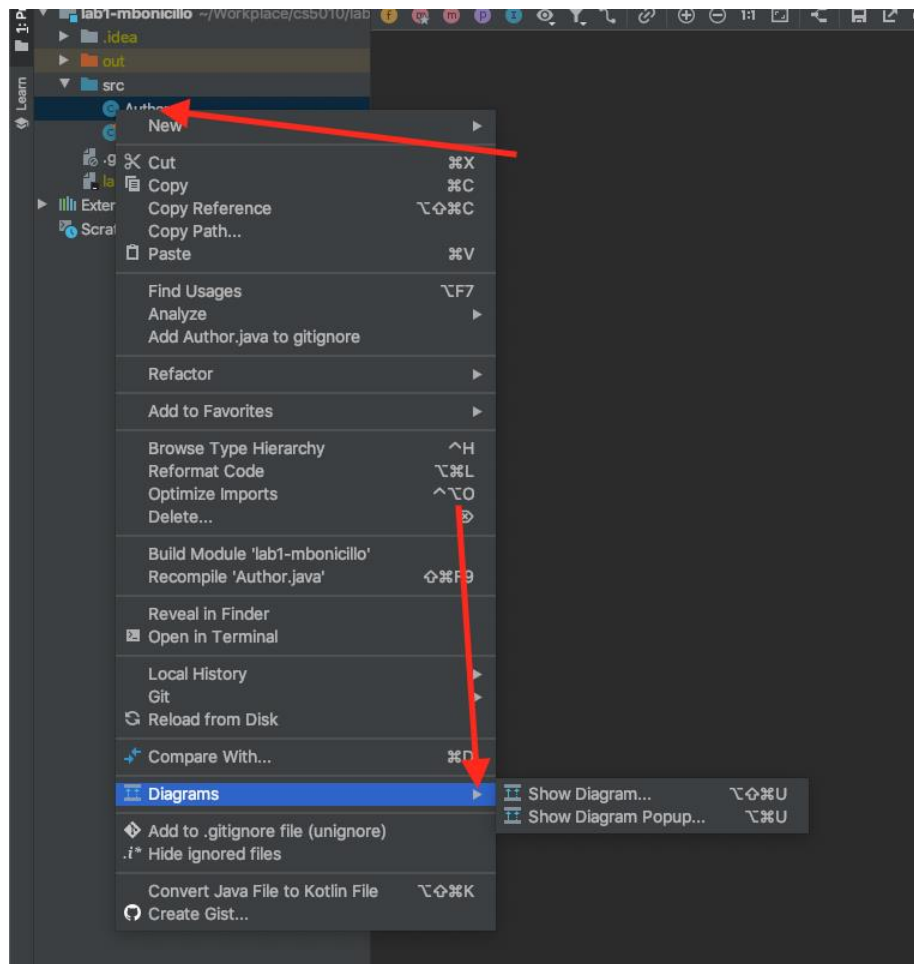 lab1-mbonicillo ~/Workplace/cs5010/lab
1:1
1: P
.idea
out
Learn
src
Author
New
.g
Cut ⌘X
la
Copy ⌘C
Exter
Copy Reference ⌥⇧⌘C
Scrat
Copy Path...
Paste ⌘V
Find Usages ⌥F7
Analyze
Add Author.java to gitignore
Refactor
Add to Favorites
Browse Type Hierarchy ^H
Reformat Code ⌥⌘L
Optimize Imports ^⌥O
Delete... ⌦
Build Module 'lab1-mbonicillo'
Recompile 'Author.java' ⇧⌘F9
Reveal in Finder
Open in Terminal
Local History
Git
Reload from Disk
Compare With... ⌘D
Diagrams
Show Diagram... ⌥⇧⌘U
Show Diagram Popup... ⌥⌘U
Add to .gitignore file (unignore)
.i* Hide ignored files
Convert Java File to Kotlin File ⌥⇧⌘K
Create Gist...